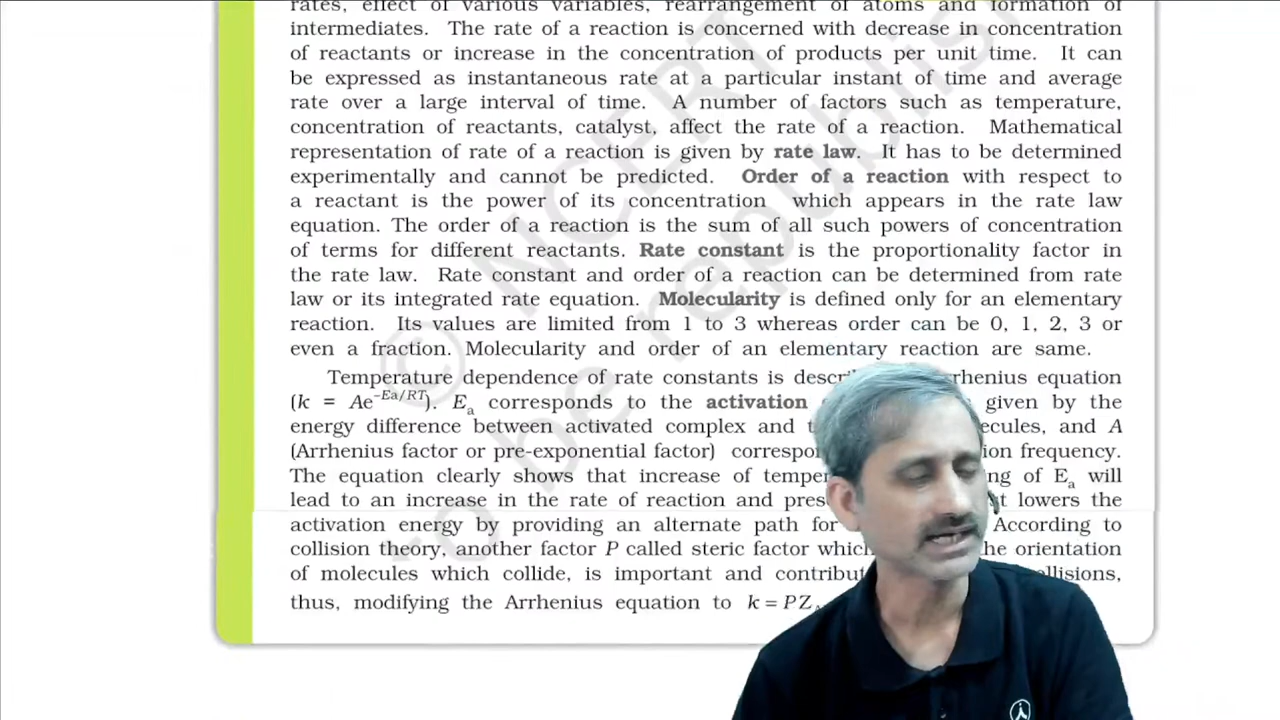 rates, effect of various variables, rearrangement of atoms and formation of
intermediates. The rate of a reaction is concerned with decrease in concentration
of reactants or increase in the concentration of products per unit time. It can
be expressed as instantaneous rate at a particular instant of time and average
rate over a large interval of time. A number of factors such as temperature,
concentration of reactants, catalyst, affect the rate of a reaction. Mathematical
representation of rate of a reaction is given by rate law. It has to be determined
experimentally and cannot be predicted. Order of a reaction with respect to
a reactant is the power of its concentration which appears in the rate law
equation. The order of a reaction is the sum of all such powers of concentration
of terms for different reactants. Rate constant is the proportionality factor in
the rate law. Rate constant and order of a reaction can be determined from rate
law or its integrated rate equation. Molecularity is defined only for an elementary
reaction. Its values are limited from 1 to 3 whereas order can be 0, 1, 2, 3 or
even a fraction. Molecularity and order of an elementary reaction are same.
Temperature dependence of rate constants is rhenius equation
(k = Ae^–Ea/RT). Eₐ corresponds to the activation given by the
energy difference between activated complex and ecules, and A
(Arrhenius factor or pre-exponential factor) ion frequency.
The equation clearly shows that increase of ng of Eₐ will
lead to an increase in the rate of reaction and lowers the
activation energy by providing an alternate path for According to
collision theory, another factor P called steric factor the orientation
of molecules which collide, is important and llisions,
thus, modifying the Arrhenius equation to k = PZ
© NCERT
to be republis